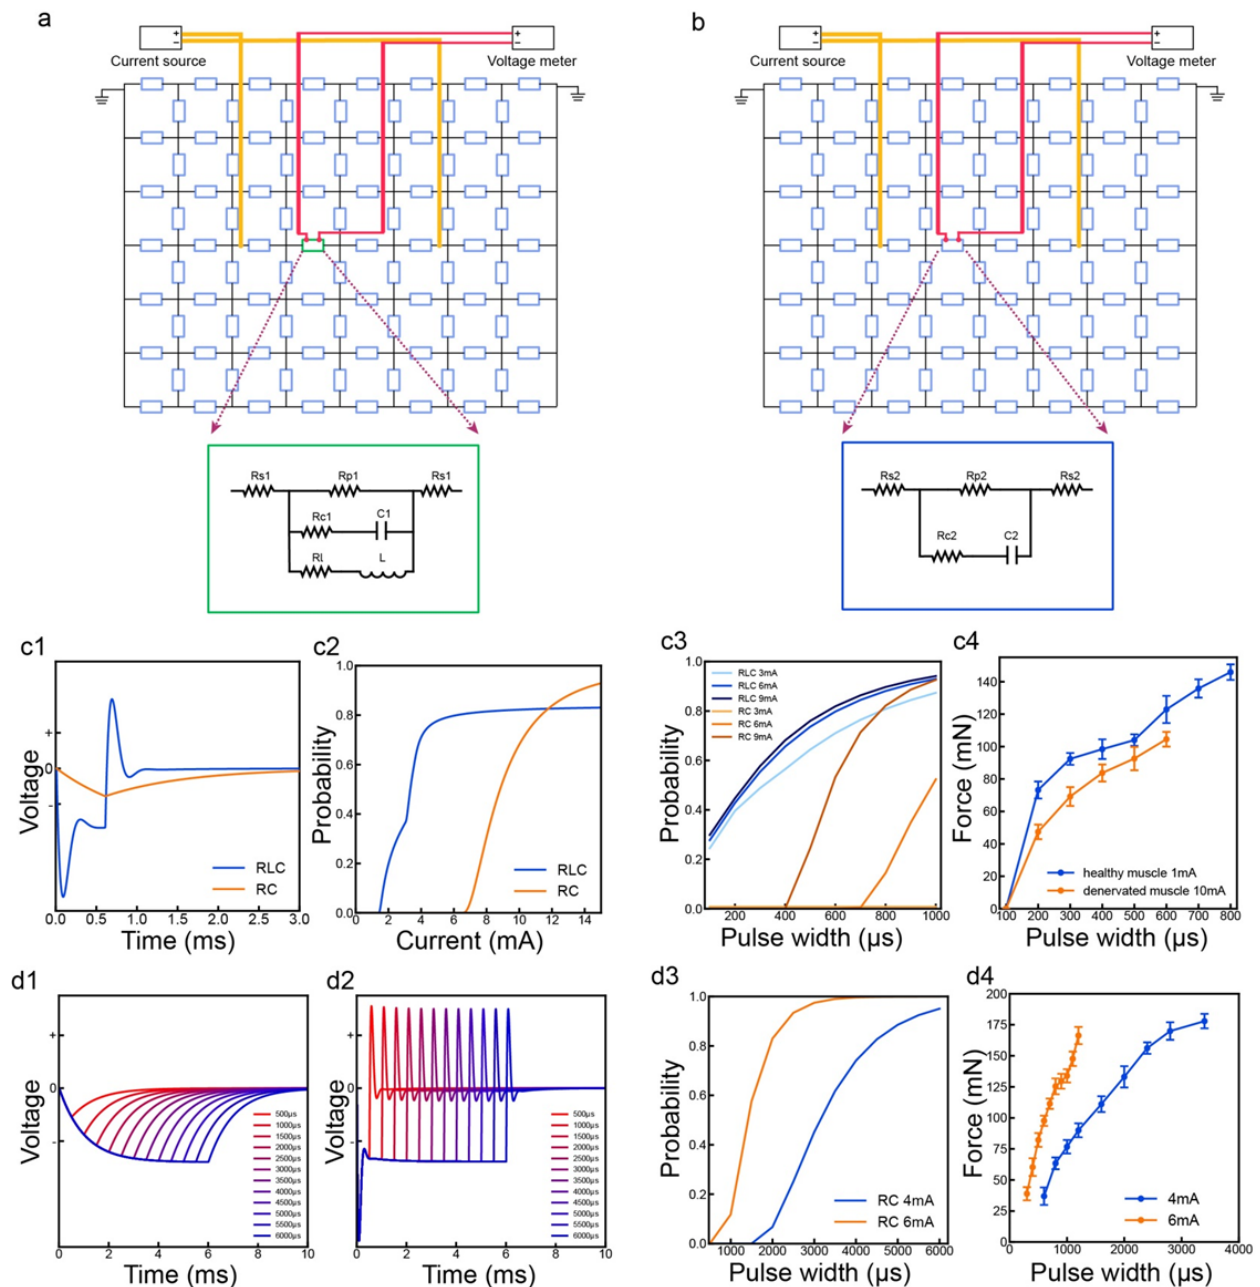 a
b
+
−
Current source
+
−
Voltage meter
+
−
Current source
+
−
Voltage meter
Rs1
Rp1
Rs1
Rc1
C1
Rl
L
Rs2
Rp2
Rs2
Rc2
C2
c1
Voltage
+
0
-
RLC
RC
0.0
0.5
1.0
1.5
2.0
2.5
3.0
Time (ms)
c2
Probability
1.0
0.8
0.6
0.4
0.2
0.0
RLC
RC
0
4
8
12
Current (mA)
c3
Probability
1.0
0.8
0.6
0.4
0.2
0.0
RLC 3mA
RLC 6mA
RLC 9mA
RC 3mA
RC 6mA
RC 9mA
200
400
600
800
1000
Pulse width (µs)
c4
Force (mN)
140
120
100
80
60
40
20
0
healthy muscle 1mA
denervated muscle 10mA
100
200
300
400
500
600
700
800
Pulse width (µs)
d1
Voltage
+
0
-
500µs
1000µs
1500µs
2000µs
2500µs
3000µs
3500µs
4000µs
4500µs
5000µs
5500µs
6000µs
0
2
4
6
8
10
Time (ms)
d2
Voltage
+
0
-
500µs
1000µs
1500µs
2000µs
2500µs
3000µs
3500µs
4000µs
4500µs
5000µs
5500µs
6000µs
0
2
4
6
8
10
Time (ms)
d3
Probability
1.0
0.8
0.6
0.4
0.2
0.0
RC 4mA
RC 6mA
1000
2000
3000
4000
5000
6000
Pulse width (µs)
d4
Force (mN)
200
175
150
125
100
75
50
25
0
4mA
6mA
0
1000
2000
3000
4000
Pulse width (µs)